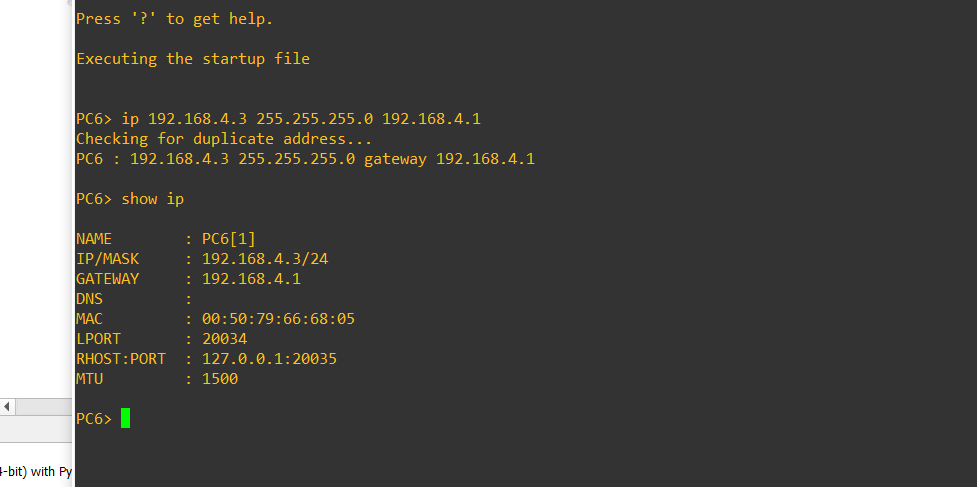 Press '?' to get help.
Executing the startup file
PC6> ip 192.168.4.3 255.255.255.0 192.168.4.1
Checking for duplicate address...
PC6 : 192.168.4.3 255.255.255.0 gateway 192.168.4.1
PC6> show ip
NAME        : PC6[1]
IP/MASK     : 192.168.4.3/24
GATEWAY     : 192.168.4.1
DNS         :
MAC         : 00:50:79:66:68:05
LPORT       : 20034
RHOST:PORT  : 127.0.0.1:20035
MTU         : 1500
PC6>
-bit) with Py